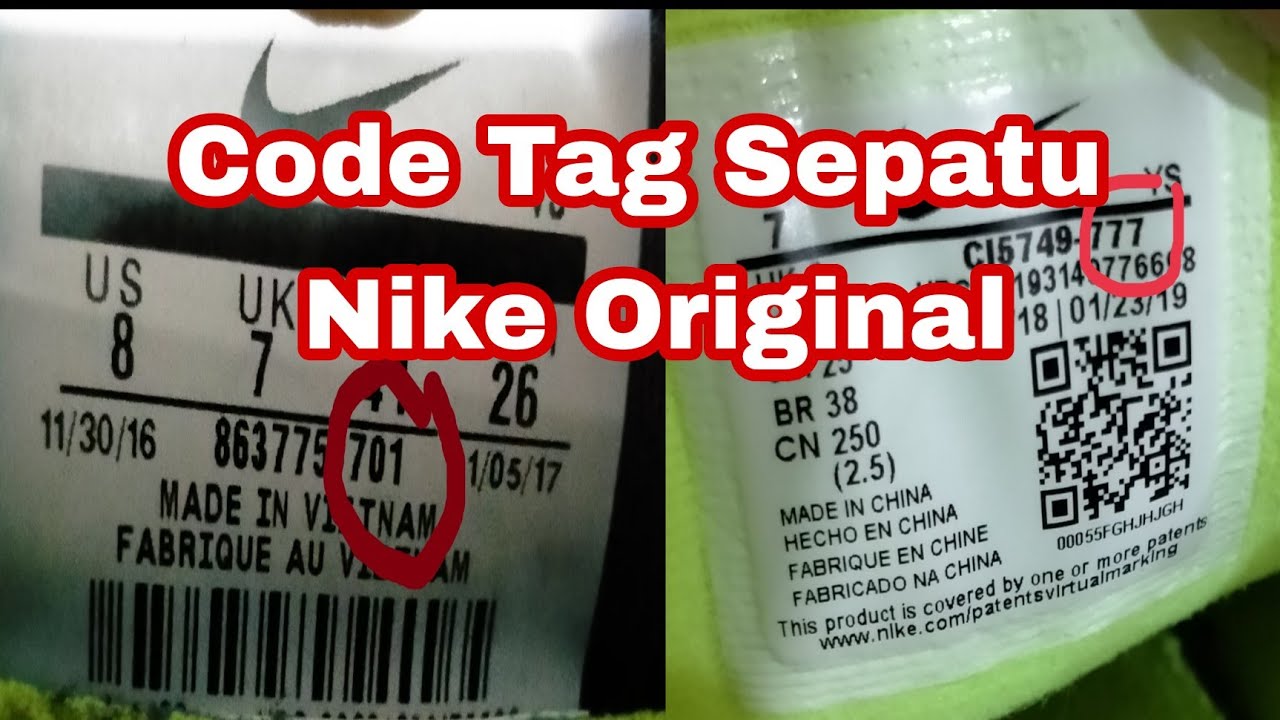 Code Tag Sepatu
Nike Original
US
UK
8
7
26
11/30/16
863775
701
1/05/17
MADE IN VIETNAM
FABRIQUE AU VIETNAM
YS
7
CI5749-777
18 | 01/23/19
BR 38
CN 250
(2.5)
MADE IN CHINA
HECHO EN CHINA
FABRIQUE EN CHINE
FABRICADO NA CHINA
00055FGHJHJGH
This product is covered by one or more patents
www.nike.com/patentsvirtualmarking